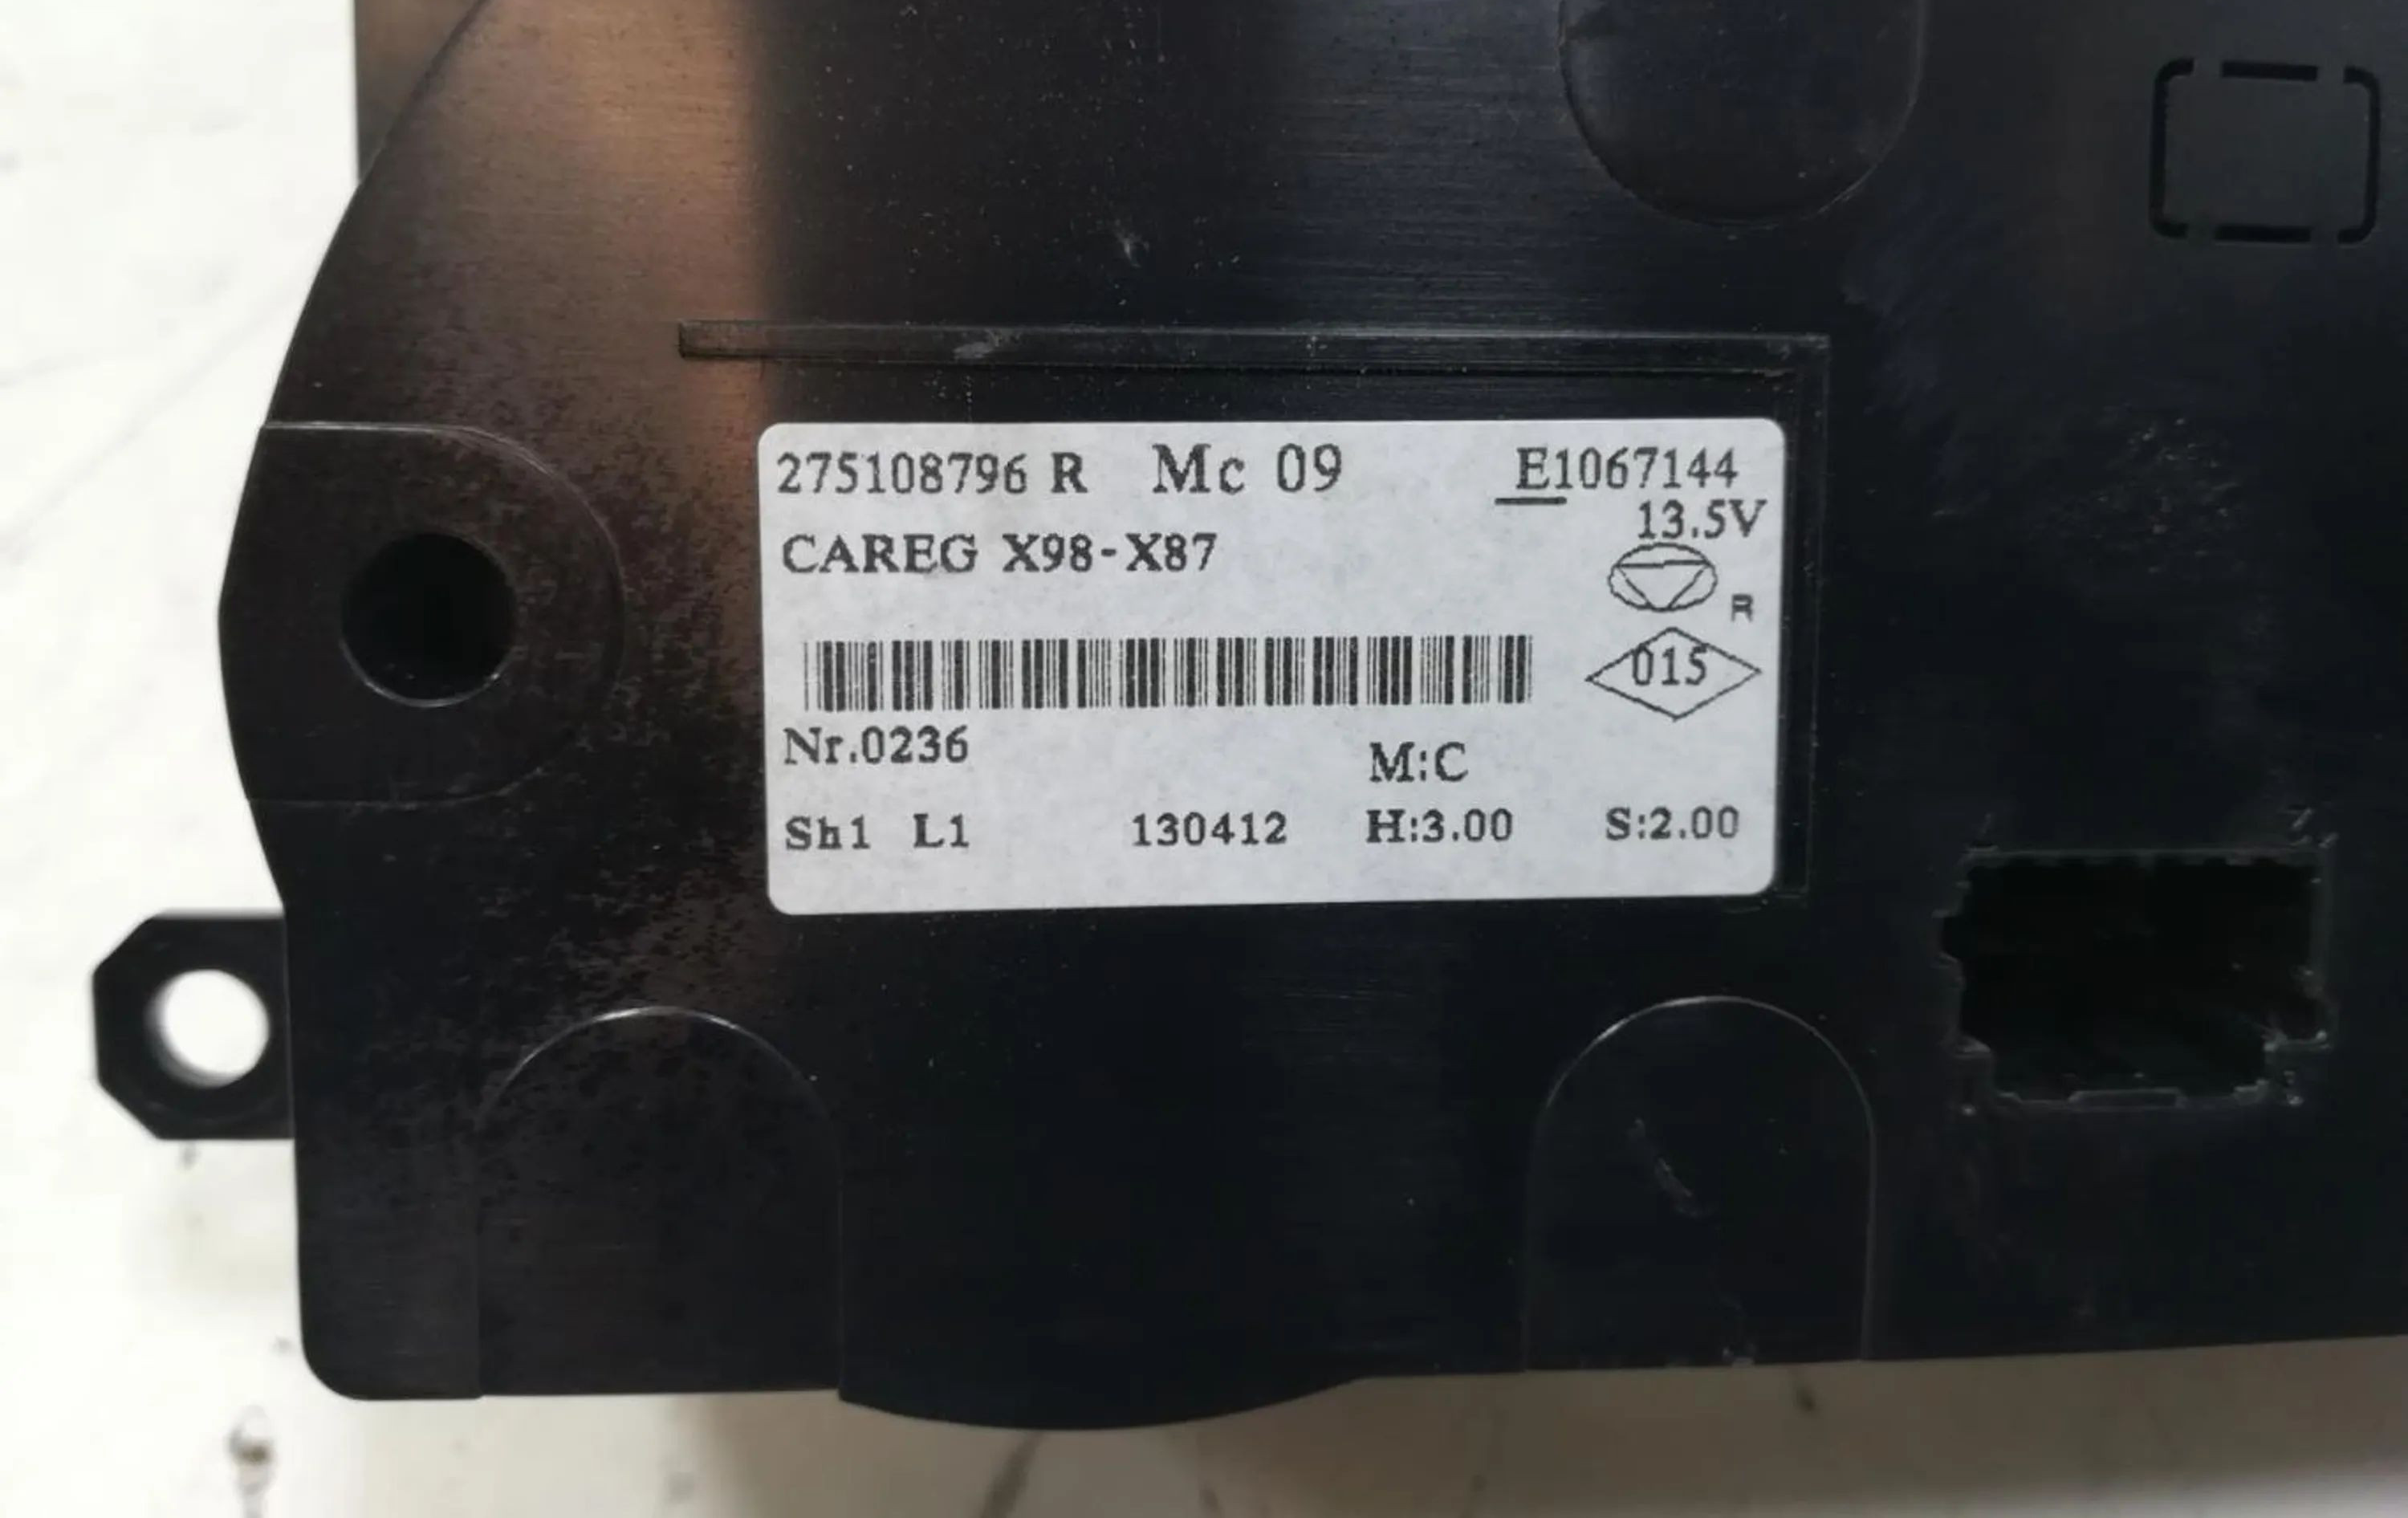 275108796 R Mc 09 E1067144
13.5V
CAREG X98-X87
R
015
Nr.0236
M:C
Sh1 L1 130412 H:3.00 S:2.00